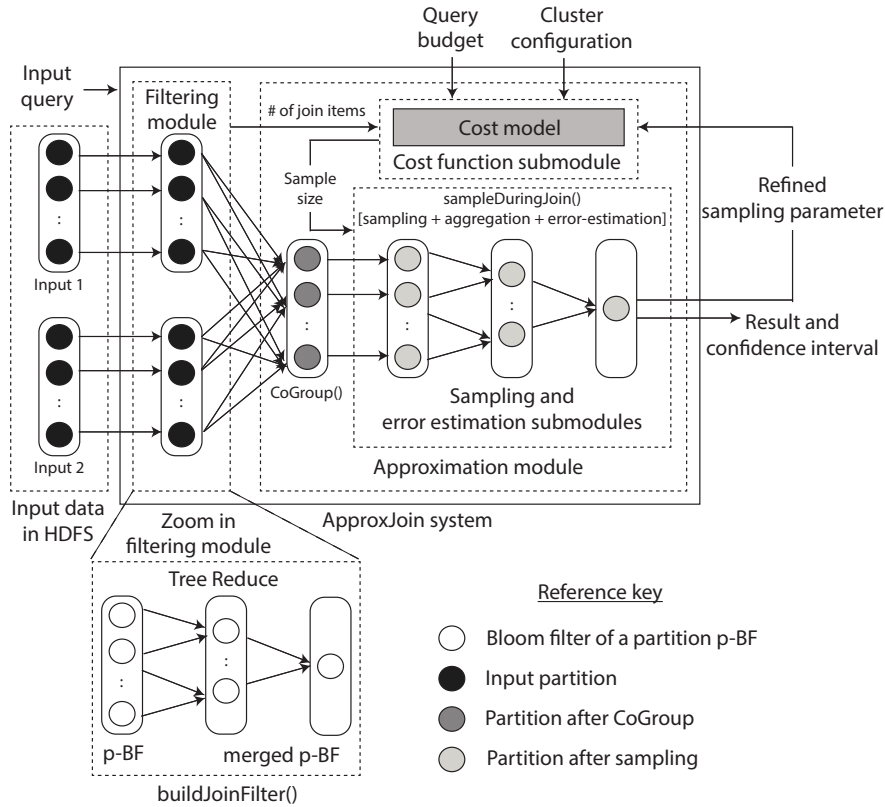 Query
budget
Cluster
configuration
Input
query
Filtering
module
# of join items
Cost model
Cost function submodule
Sample
size
sampleDuringJoin()
[sampling + aggregation + error-estimation]
Refined
sampling parameter
:
:
Input 1
:
:
:
:
CoGroup()
Result and
confidence interval
:
:
Input 2
Sampling and
error estimation submodules
Approximation module
Input data
in HDFS
Zoom in
filtering module
ApproxJoin system
Tree Reduce
:
:
p-BF
merged p-BF
buildJoinFilter()
Reference key
Bloom filter of a partition p-BF
Input partition
Partition after CoGroup
Partition after sampling